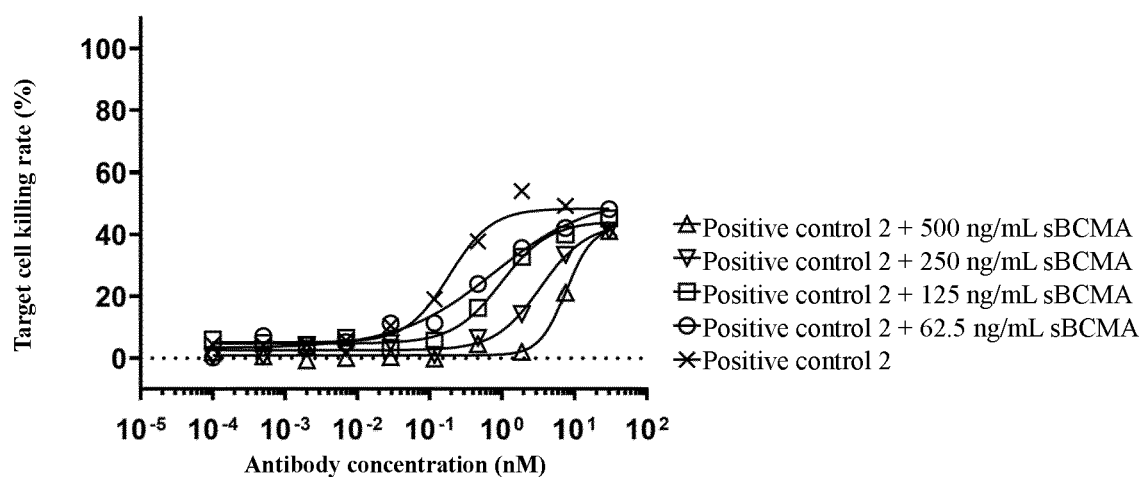 Target cell killing rate (%)
100
80
60
40
20
0
10-5 10-4 10-3 10-2 10-1 100 101 102
Antibody concentration (nM)
Positive control 2 + 500 ng/mL sBCMA
Positive control 2 + 250 ng/mL sBCMA
Positive control 2 + 125 ng/mL sBCMA
Positive control 2 + 62.5 ng/mL sBCMA
Positive control 2